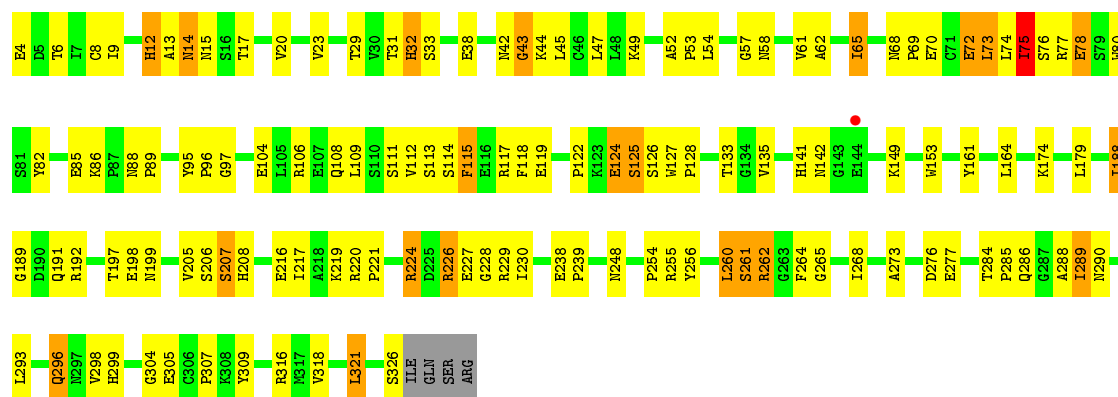 E4 D5 T6 I7 C8 I9 H12 A13 N14 N15 S16 T17 V20 V23 T29 V30 T31 H32 S33 E38 N42 G43 K44 L45 C46 L47 L48 K49 A52 P53 L54 G57 N58 V61 A62 I65 N68 P69 E70 C71 E72 L73 L74 I75 S76 R77 E78 S79 W80
S81 Y82 E85 K86 P87 N88 P89 Y95 P96 G97 E104 L105 R106 E107 Q108 L109 S110 S111 V112 S113 S114 F115 E116 R117 F118 E119 P122 K123 E124 S125 S126 W127 P128 T133 G134 V135 H141 N142 G143 E144 K149 W153 Y161 L164 K174 L179 I188
G189 D190 Q191 R192 T197 E198 N199 V205 S206 S207 H208 E216 I217 A218 K219 R220 P221 R224 D225 R226 E227 G228 R229 I230 E238 P239 N248 P254 R255 Y256 L260 S261 R262 G263 F264 G265 I268 A273 D276 E277 T284 P285 Q286 G287 A288 I289 N290
L293 Q296 N297 V298 H299 G304 E305 C306 P307 K308 Y309 R316 M317 V318 L321 S326 ILE GLN SER ARG